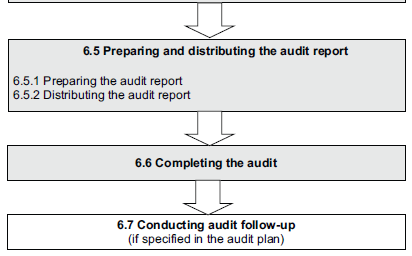 6.5 Preparing and distributing the audit report
6.5.1 Preparing the audit report
6.5.2 Distributing the audit report
6.6 Completing the audit
6.7 Conducting audit follow-up
(if specified in the audit plan)